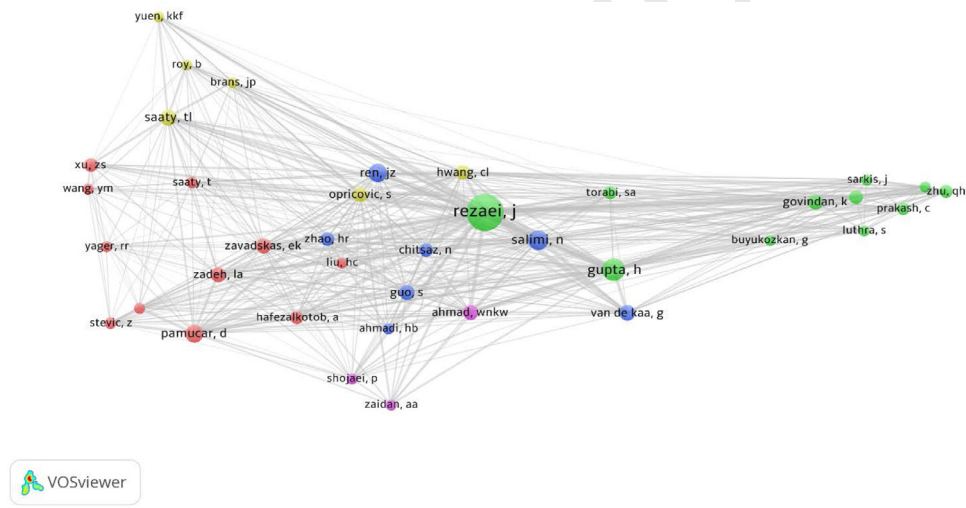 yuen, kkf
roy, b
brans, jp
saaty, tl
xu, zs
wang, ym
saaty, t
ren, jz
hwang, cl
opricovic, s
torabi, sa
sarkis, j
zhu, qh
govindan, k
prakash, c
rezaei, j
luthra, s
buyukozkan, g
yager, rr
zavadskas, ek
zhao, hr
chitsaz, n
salimi, n
liu, hc
zadeh, la
gupta, h
guo, s
stevic, z
hafezalkotob, a
ahmad, wnkw
van de kaa, g
pamucar, d
ahmadi, hb
shojaei, p
zaidan, aa
VOSviewer